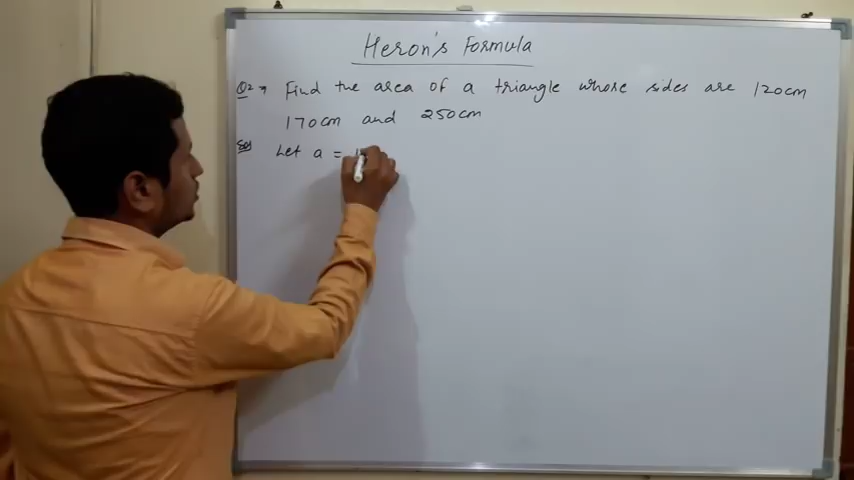 Heron's Formula
Q2→ Find the area of a triangle whose sides are 120cm
170cm and 250cm
Sol Let a = 1